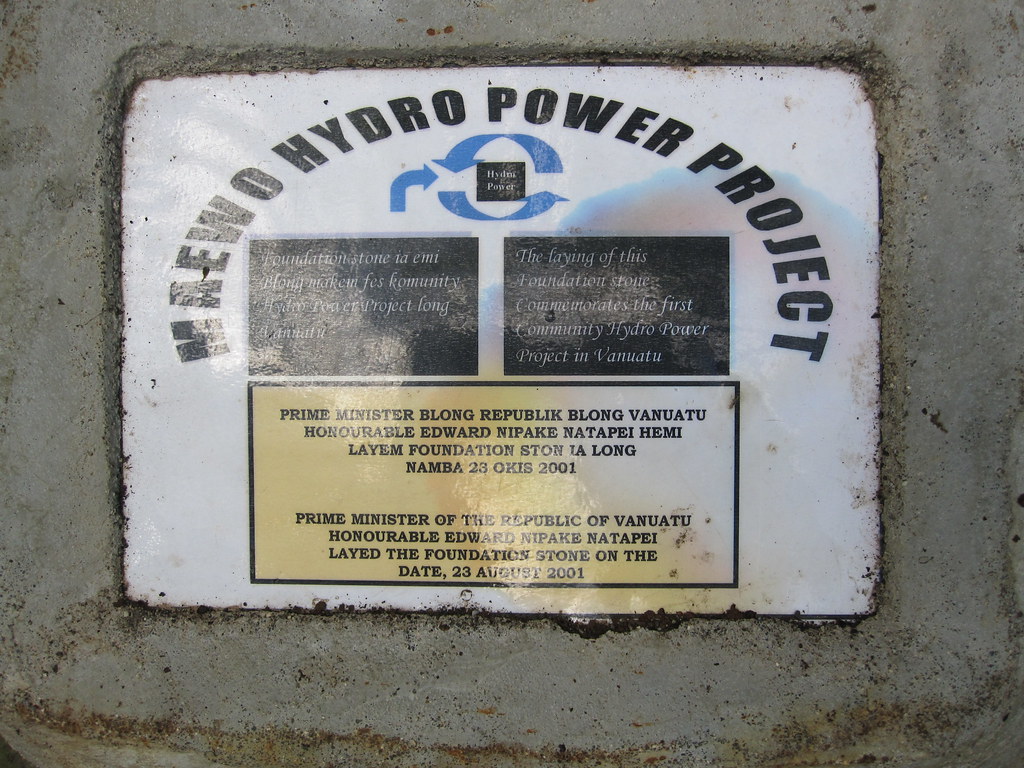 MAEWO HYDRO POWER PROJECT
Hydro
Power
Foundation stone ia emi
Blong makem fes komunity
Hydro Power Project long
Vanuatu
The laying of this
Foundation stone
Commemorates the first
Community Hydro Power
Project in Vanuatu
PRIME MINISTER BLONG REPUBLIK BLONG VANUATU
HONOURABLE EDWARD NIPAKE NATAPEI HEMI
LAYEM FOUNDATION STON IA LONG
NAMBA 23 OKIS 2001
PRIME MINISTER OF THE REPUBLIC OF VANUATU
HONOURABLE EDWARD NIPAKE NATAPEI
LAYED THE FOUNDATION STONE ON THE
DATE, 23 AUGUST 2001